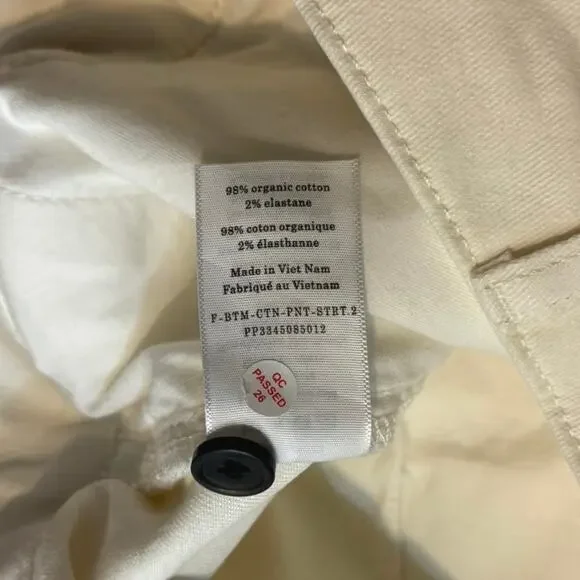 98% organic cotton
2% elastane
98% coton organique
2% élasthanne
Made in Viet Nam
Fabriqué au Vietnam
F-BTM-CTN-PNT-STRT.2
PP3345085012
QC
PASSED
26